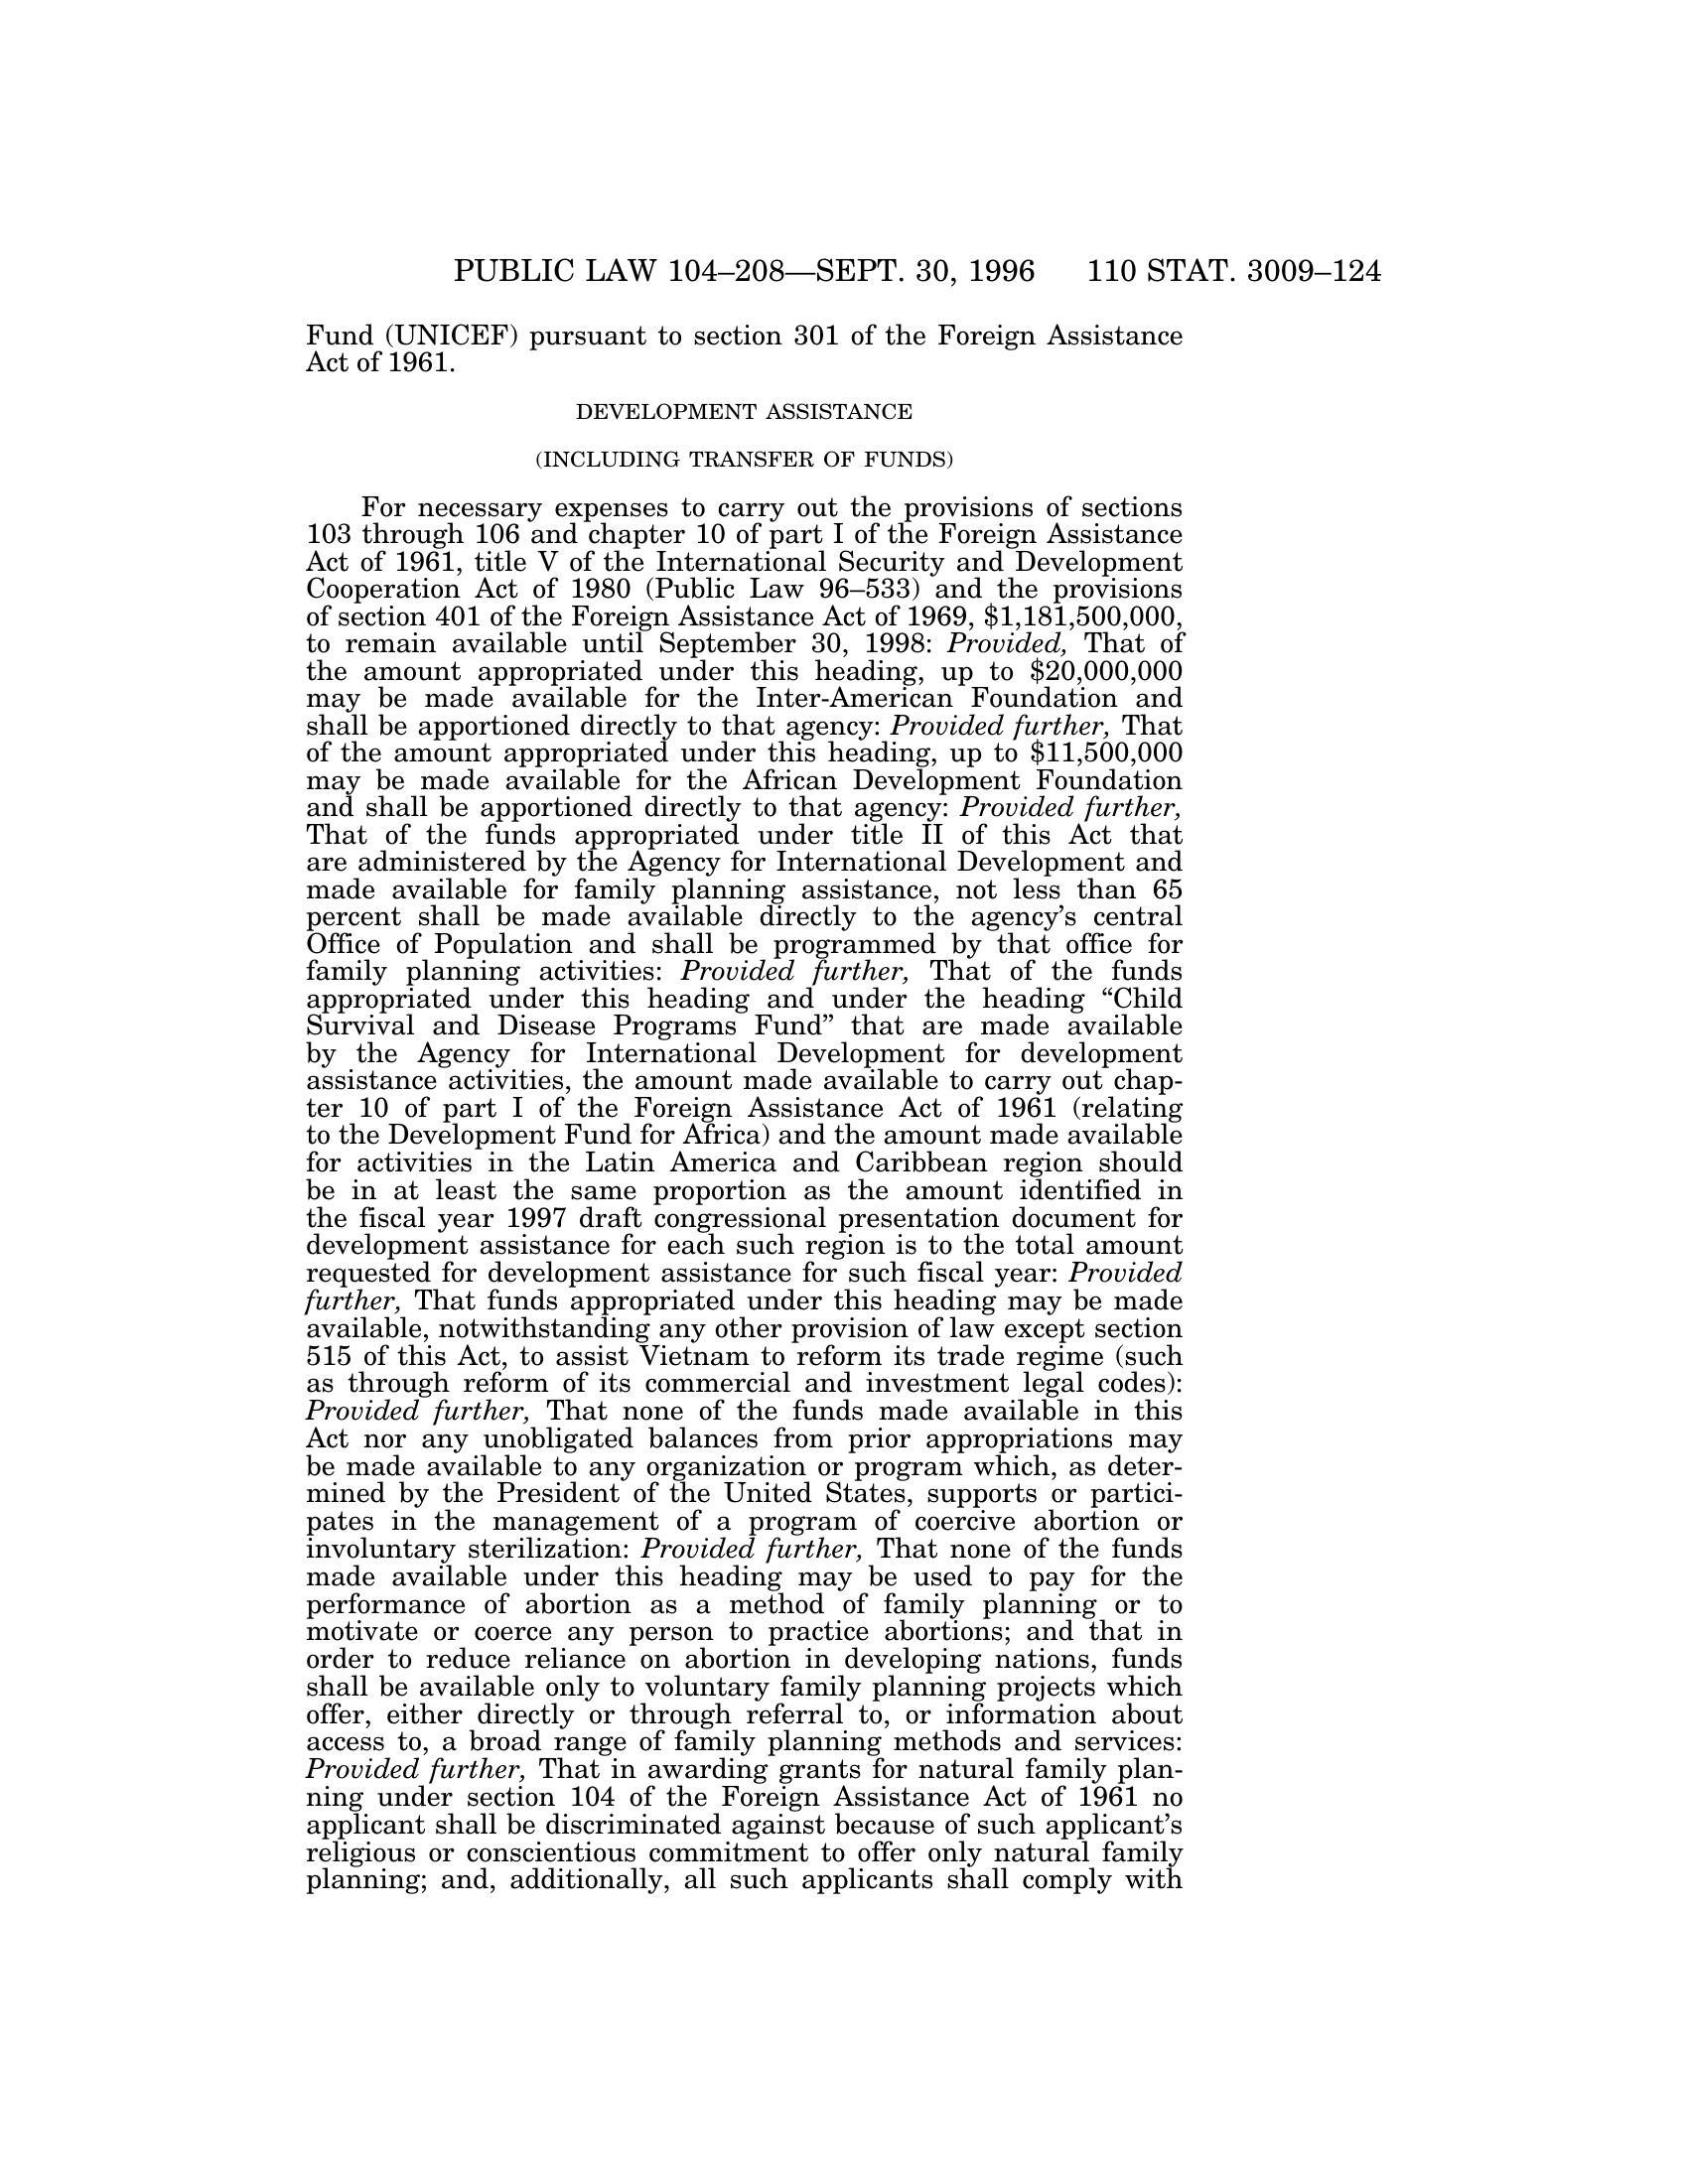 PUBLIC LAW 104–208—SEPT. 30, 1996 110 STAT. 3009–124
Fund (UNICEF) pursuant to section 301 of the Foreign Assistance
Act of 1961.
DEVELOPMENT ASSISTANCE
(INCLUDING TRANSFER OF FUNDS)
For necessary expenses to carry out the provisions of sections
103 through 106 and chapter 10 of part I of the Foreign Assistance
Act of 1961, title V of the International Security and Development
Cooperation Act of 1980 (Public Law 96–533) and the provisions
of section 401 of the Foreign Assistance Act of 1969, $1,181,500,000,
to remain available until September 30, 1998: Provided, That of
the amount appropriated under this heading, up to $20,000,000
may be made available for the Inter-American Foundation and
shall be apportioned directly to that agency: Provided further, That
of the amount appropriated under this heading, up to $11,500,000
may be made available for the African Development Foundation
and shall be apportioned directly to that agency: Provided further,
That of the funds appropriated under title II of this Act that
are administered by the Agency for International Development and
made available for family planning assistance, not less than 65
percent shall be made available directly to the agency's central
Office of Population and shall be programmed by that office for
family planning activities: Provided further, That of the funds
appropriated under this heading and under the heading “Child
Survival and Disease Programs Fund” that are made available
by the Agency for International Development for development
assistance activities, the amount made available to carry out chap-
ter 10 of part I of the Foreign Assistance Act of 1961 (relating
to the Development Fund for Africa) and the amount made available
for activities in the Latin America and Caribbean region should
be in at least the same proportion as the amount identified in
the fiscal year 1997 draft congressional presentation document for
development assistance for each such region is to the total amount
requested for development assistance for such fiscal year: Provided
further, That funds appropriated under this heading may be made
available, notwithstanding any other provision of law except section
515 of this Act, to assist Vietnam to reform its trade regime (such
as through reform of its commercial and investment legal codes):
Provided further, That none of the funds made available in this
Act nor any unobligated balances from prior appropriations may
be made available to any organization or program which, as deter-
mined by the President of the United States, supports or partici-
pates in the management of a program of coercive abortion or
involuntary sterilization: Provided further, That none of the funds
made available under this heading may be used to pay for the
performance of abortion as a method of family planning or to
motivate or coerce any person to practice abortions; and that in
order to reduce reliance on abortion in developing nations, funds
shall be available only to voluntary family planning projects which
offer, either directly or through referral to, or information about
access to, a broad range of family planning methods and services:
Provided further, That in awarding grants for natural family plan-
ning under section 104 of the Foreign Assistance Act of 1961 no
applicant shall be discriminated against because of such applicant's
religious or conscientious commitment to offer only natural family
planning; and, additionally, all such applicants shall comply with